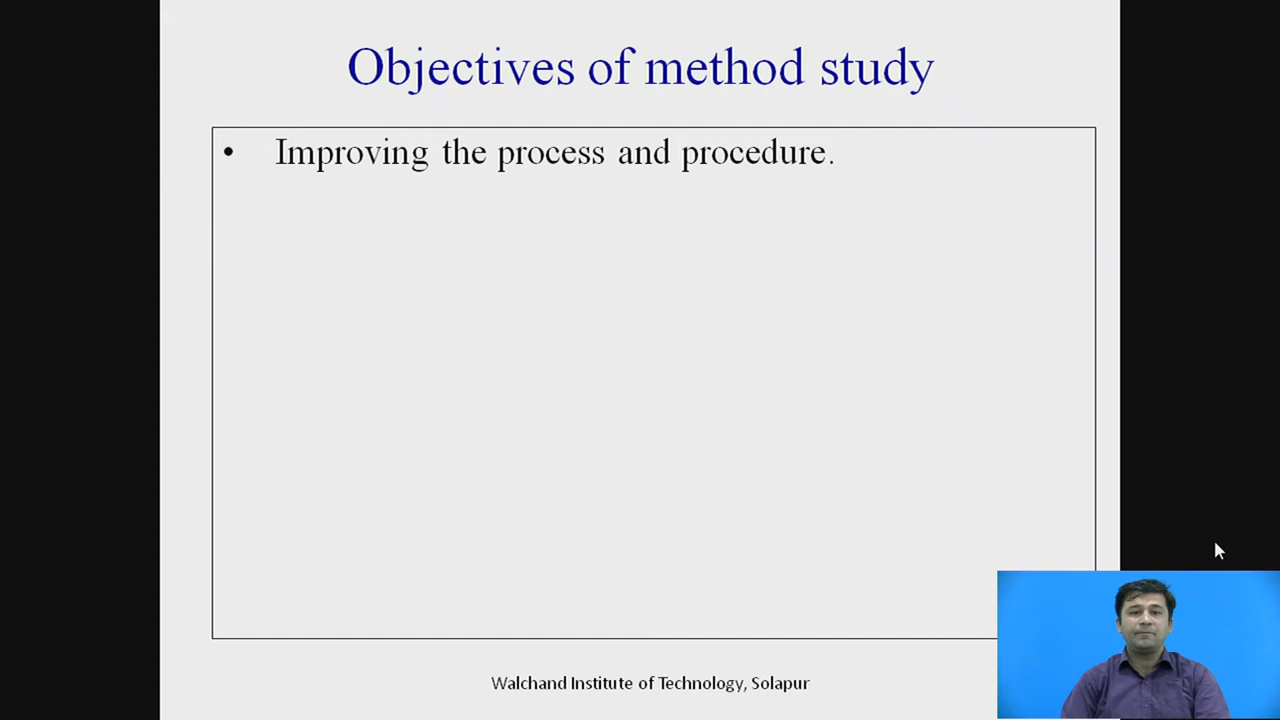 Objectives of method study
• Improving the process and procedure.
Walchand Institute of Technology, Solapur